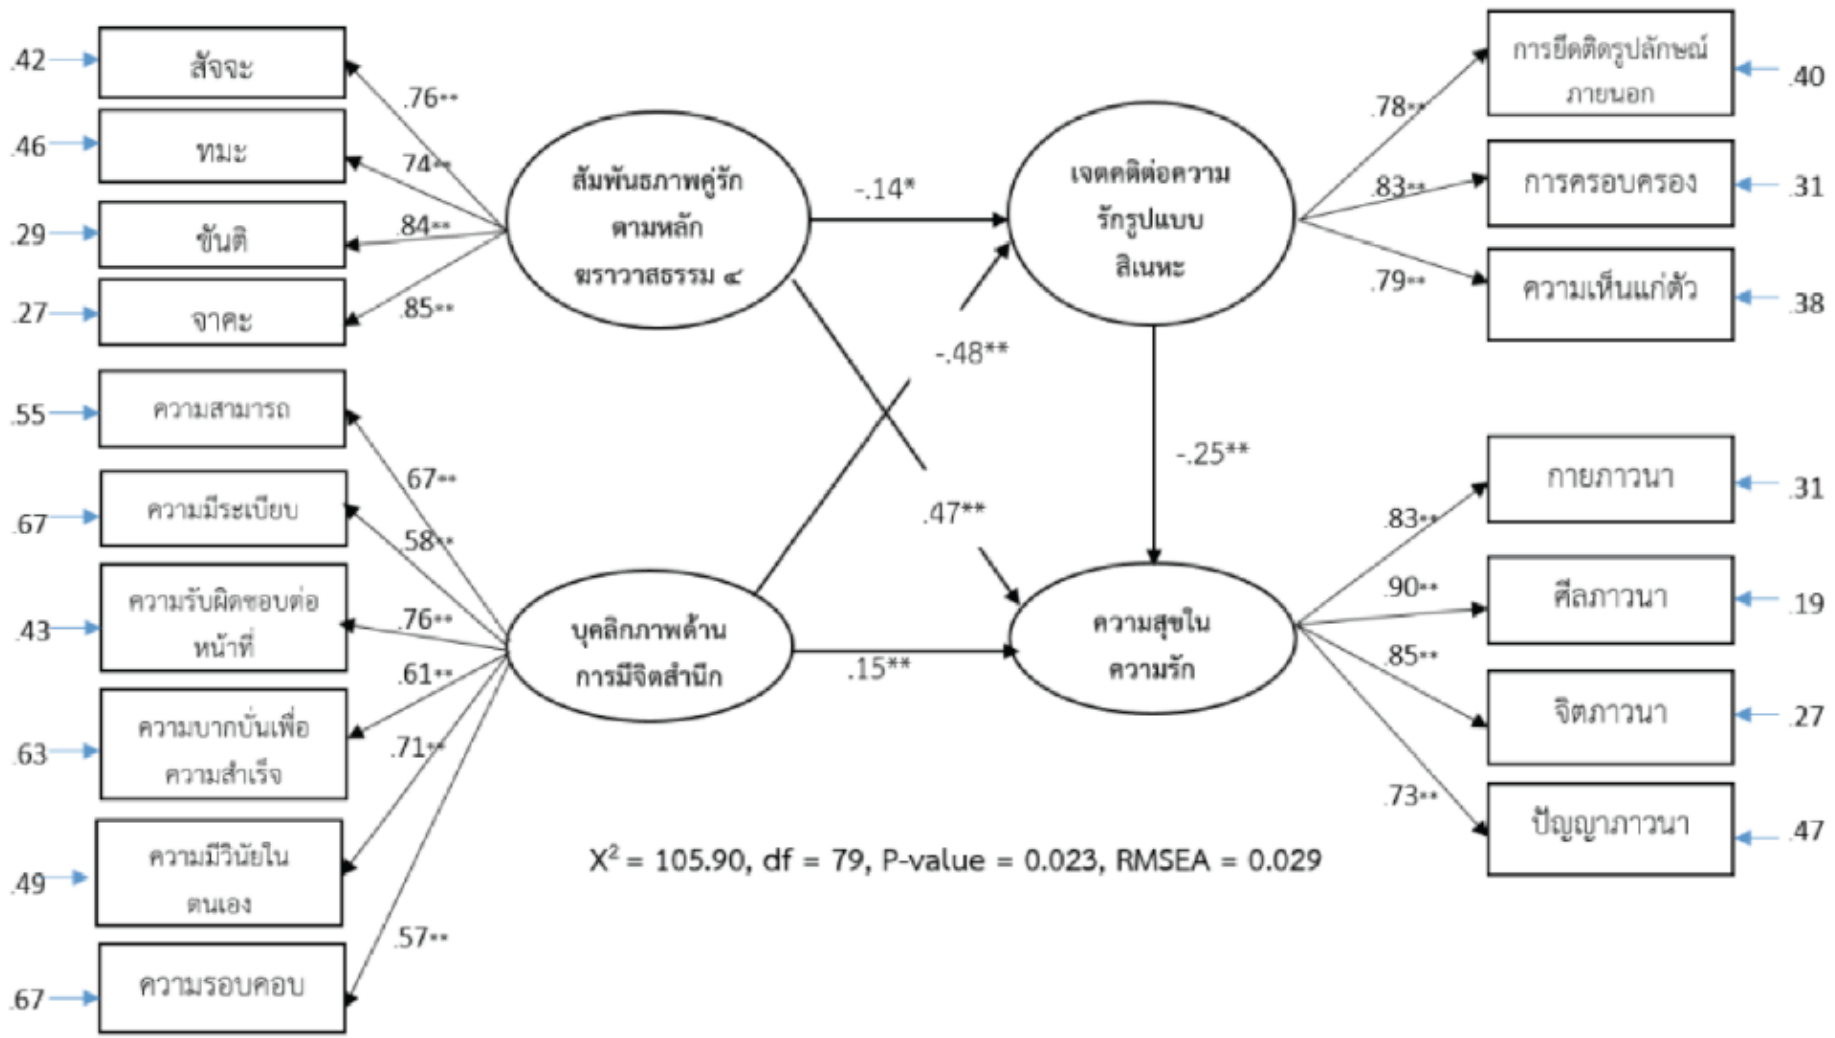 .42
สัจจะ
.76**
.46
ทมะ
.74**
.29
ขันติ
.84**
.27
จาคะ
.85**
.55
ความสามารถ
.67**
.67
ความมีระเบียบ
.58**
.43
ความรับผิดชอบต่อ
หน้าที่
.76**
.63
ความบากบั่นเพื่อ
ความสำเร็จ
.61**
.49
ความมีวินัยใน
ตนเอง
.71**
.67
ความรอบคอบ
.57**
สัมพันธภาพคู่รัก
ตามหลัก
ฆราวาสธรรม ๔
บุคลิกภาพด้าน
การมีจิตสำนึก
-.14*
-.48**
.47**
.15**
-.25**
เจตคติต่อความ
รักรูปแบบ
สิเนหะ
ความสุขใน
ความรัก
.78**
การยึดติดรูปลักษณ์
ภายนอก
.40
.83**
การครอบครอง
.31
.79**
ความเห็นแก่ตัว
.38
.83**
กายภาวนา
.31
.90**
ศีลภาวนา
.19
.85**
จิตภาวนา
.27
.73**
ปัญญาภาวนา
.47
X² = 105.90, df = 79, P-value = 0.023, RMSEA = 0.029